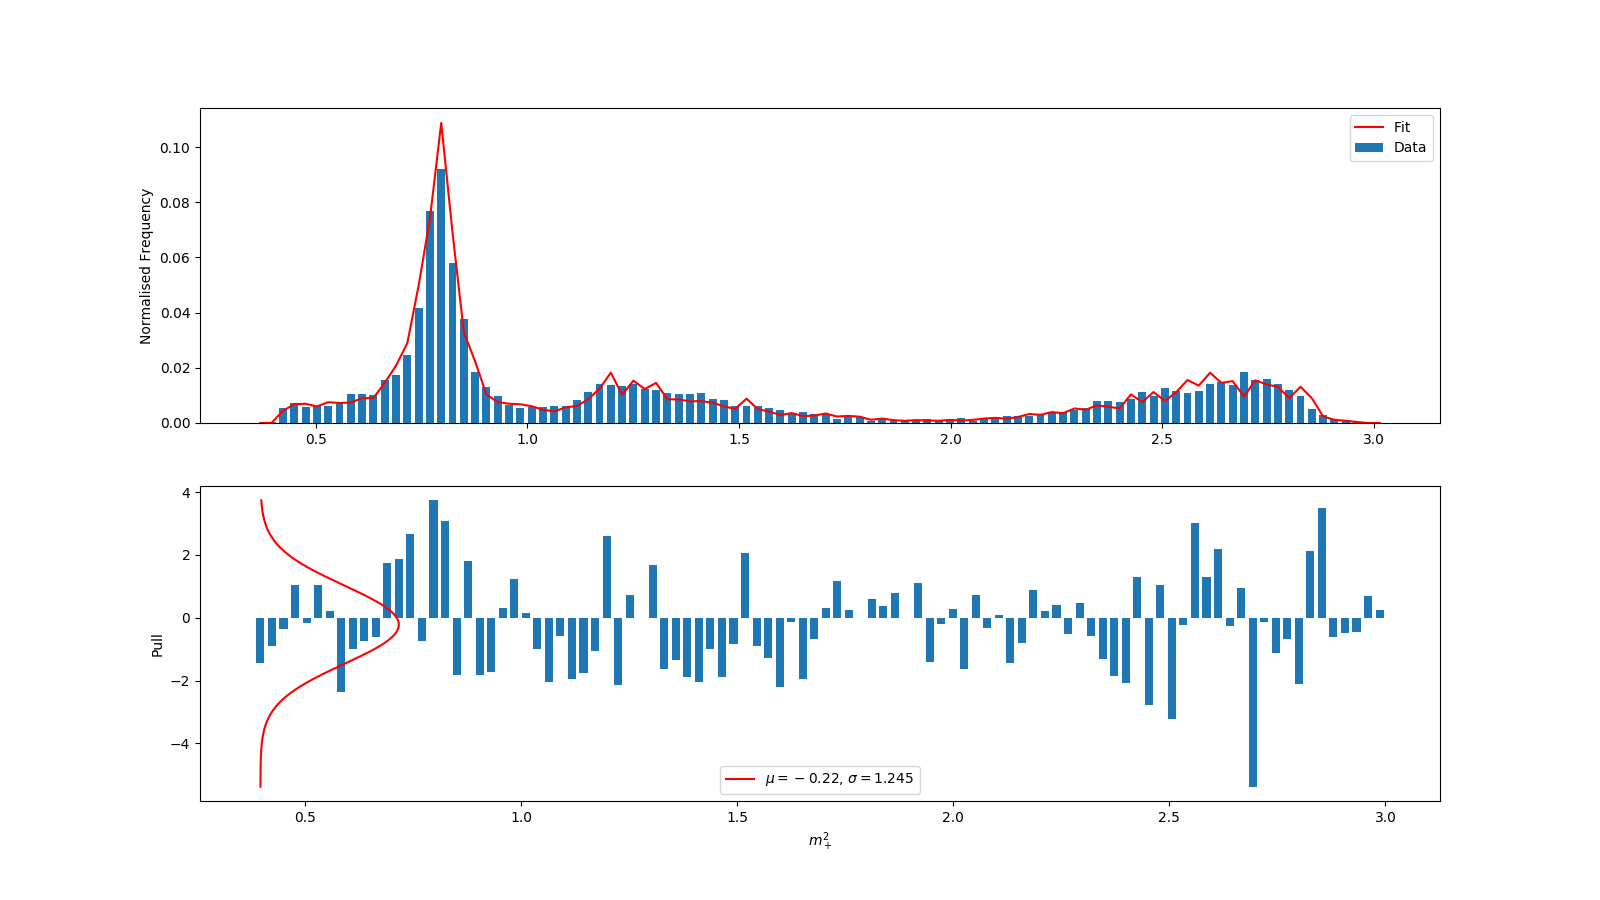 Fit
Data
Normalised Frequency
0.10
0.08
0.06
0.04
0.02
0.00
0.5 1.0 1.5 2.0 2.5 3.0
Pull
4
2
0
−2
−4
μ = −0.22, σ = 1.245
0.5 1.0 1.5 2.0 2.5 3.0
m²₊